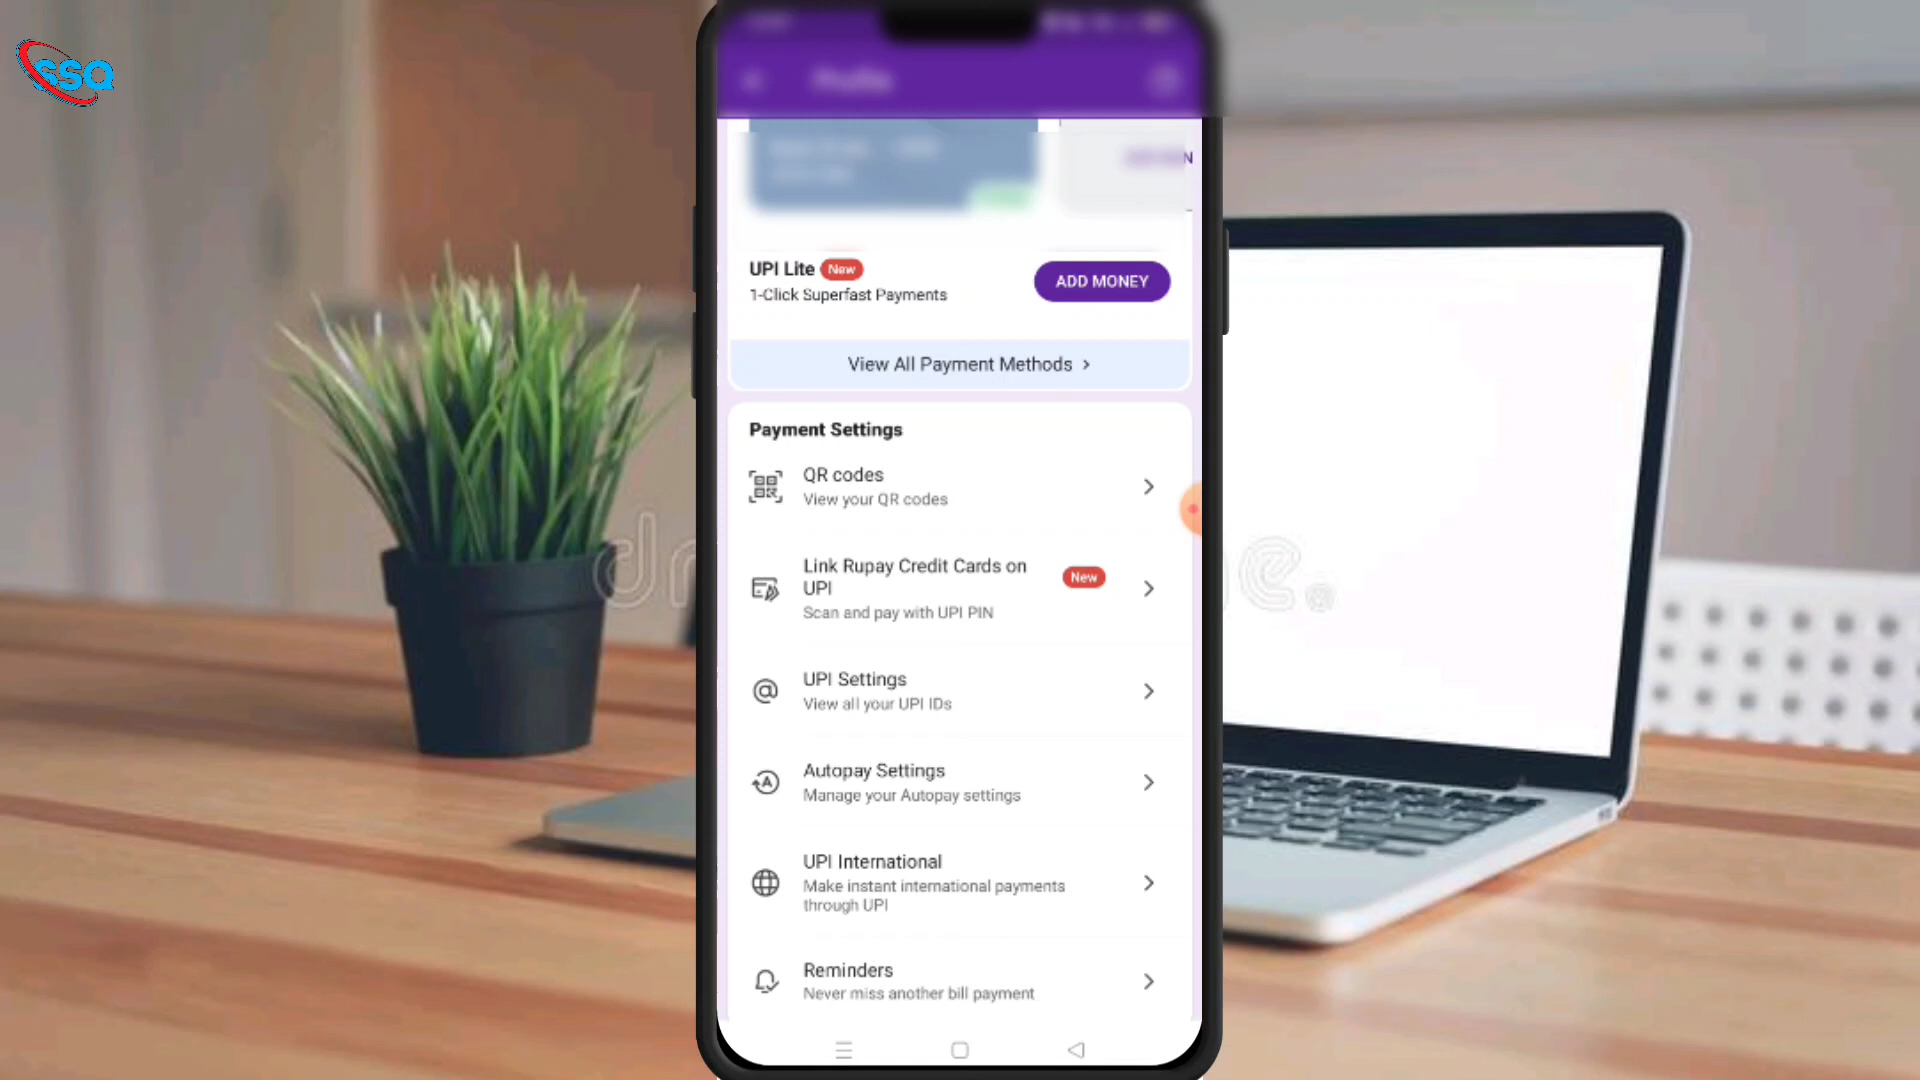 SSQ
Profile
UPI Lite New
1-Click Superfast Payments
ADD MONEY
View All Payment Methods >
Payment Settings
QR codes
View your QR codes
Link Rupay Credit Cards on
UPI
New
Scan and pay with UPI PIN
UPI Settings
View all your UPI IDs
Autopay Settings
Manage your Autopay settings
UPI International
Make instant international payments
through UPI
Reminders
Never miss another bill payment